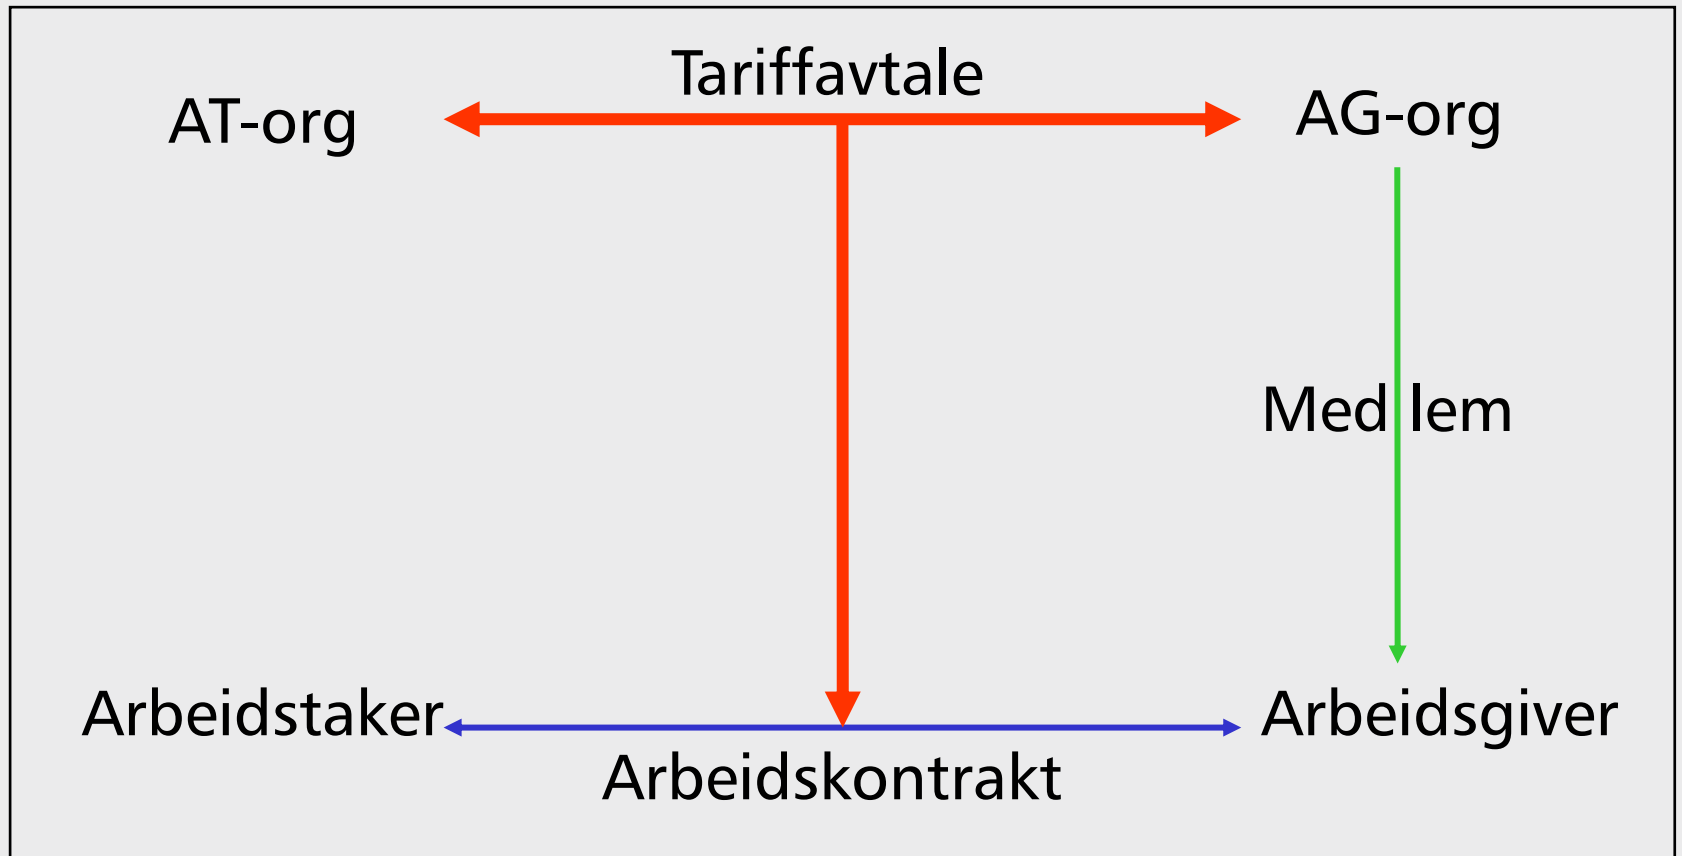 Tariffavtale
AT-org
AG-org
Medlem
Arbeidstaker
Arbeidsgiver
Arbeidskontrakt